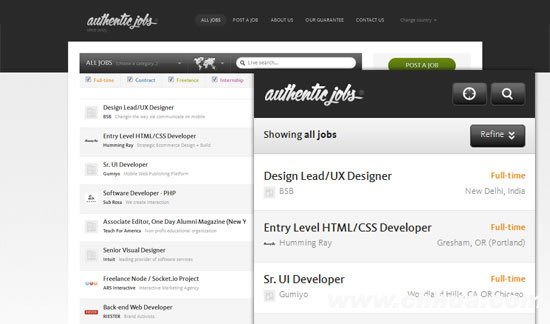 authentic jobs
SINCE 2005
ALL JOBS
POST A JOB
ABOUT US
OUR GUARANTEE
CONTACT US
Change country
ALL JOBS (Choose a category..)
Live search...
POST A JOB
Full-time
Contract
Freelance
Internship
Design Lead/UX Designer
BSB Changin the way we communicate on mobile
Entry Level HTML/CSS Developer
Humming Ray Strategic Ecommerce Design + Build
Sr. UI Developer
Gumiyo Mobile Web Publishing Platform
Software Developer - PHP
Sub Rosa We create interaction
Associate Editor, One Day Alumni Magazine (New Y
Teach For America Non-profit educational organization
Senior Visual Designer
Intuit leading provider of software services
Freelance Node / Socket.io Project
ARS Interactive Interactive Marketing Agency
Back-end Web Developer
RIESTER Brand Activists
authentic jobs
Showing all jobs
Refine
Design Lead/UX Designer
Full-time
BSB
New Delhi, India
Entry Level HTML/CSS Developer
Full-time
Humming Ray
Gresham, OR (Portland)
Sr. UI Developer
Full-time
Gumiyo
Woodland Hills, CA OR Chicago